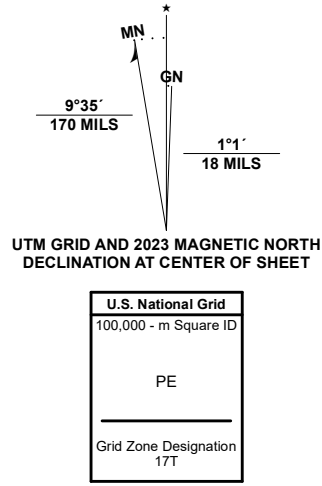 ★
MN
GN
9°35´
170 MILS
1°1´
18 MILS
UTM GRID AND 2023 MAGNETIC NORTH
DECLINATION AT CENTER OF SHEET
U.S. National Grid
100,000 - m Square ID
PE
Grid Zone Designation
17T